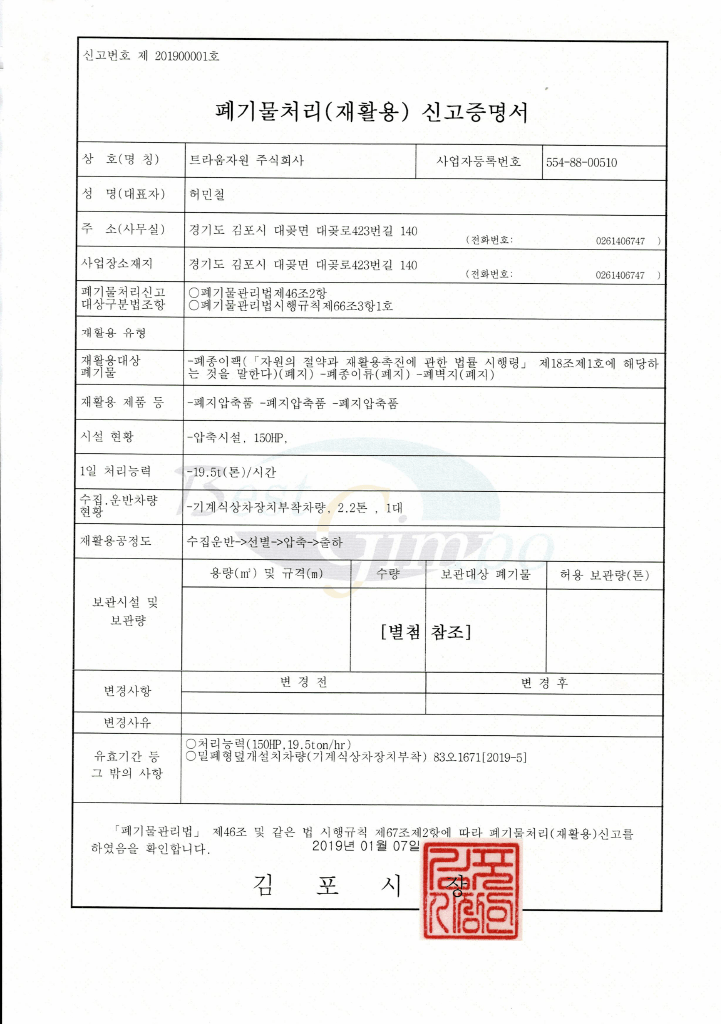 신고번호 제 201900001호
폐기물처리(재활용) 신고증명서
상 호(명 칭) 트라움자원 주식회사 사업자등록번호 554-88-00510
성 명(대표자) 허민철
주 소(사무실) 경기도 김포시 대곶면 대곶로423번길 140
(전화번호: 0261406747 )
사업장소재지 경기도 김포시 대곶면 대곶로423번길 140
(전화번호: 0261406747 )
폐기물처리신고 대상구분법조항
○폐기물관리법제46조2항
○폐기물관리법시행규칙제66조3항1호
재활용 유형
재활용대상 폐기물
-폐종이팩(「자원의 절약과 재활용촉진에 관한 법률 시행령」 제18조제1호에 해당하
는 것을 말한다)(폐지) -폐종이류(폐지) -폐벽지(폐지)
재활용 제품 등 -폐지압축품 -폐지압축품 -폐지압축품
시설 현황 -압축시설, 150HP,
1일 처리능력 -19.5t(톤)/시간
수집,운반차량 현황 -기계식상차장치부착차량, 2.2톤 , 1대
재활용공정도 수집운반->선별->압축->출하
Best Gimpo
보관시설 및 보관량
용량(㎥) 및 규격(m) 수량 보관대상 폐기물 허용 보관량(톤)
[별첨 참조]
변경사항 변 경 전 변 경 후
변경사유
유효기간 등
그 밖의 사항
○처리능력(150HP,19.5ton/hr)
○밀폐형덮개설치차량(기계식상차장치부착) 83오1671[2019-5]
「폐기물관리법」 제46조 및 같은 법 시행규칙 제67조제2항에 따라 폐기물처리(재활용)신고를
하였음을 확인합니다. 2019년 01월 07일
김 포 시 장